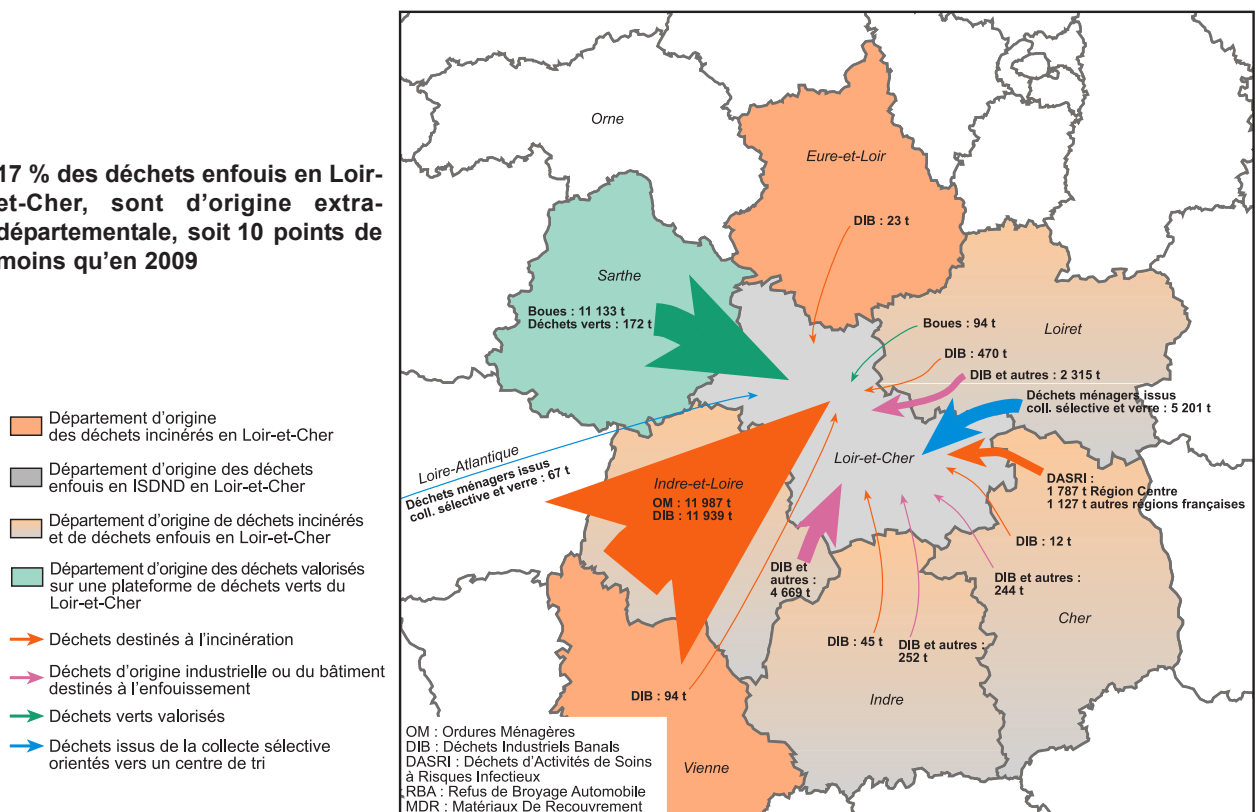 17 % des déchets enfouis en Loir-
et-Cher, sont d'origine extra-
départementale, soit 10 points de
moins qu'en 2009
Département d'origine
des déchets incinérés en Loir-et-Cher
Département d'origine des déchets
enfouis en ISDND en Loir-et-Cher
Département d'origine de déchets incinérés
et de déchets enfouis en Loir-et-Cher
Département d'origine des déchets valorisés
sur une plateforme de déchets verts du
Loir-et-Cher
Déchets destinés à l'incinération
Déchets d'origine industrielle ou du bâtiment
destinés à l'enfouissement
Déchets verts valorisés
Déchets issus de la collecte sélective
orientés vers un centre de tri
Orne
Eure-et-Loir
DIB : 23 t
Sarthe
Boues : 11 133 t
Déchets verts : 172 t
Boues : 94 t
Loiret
DIB : 470 t
DIB et autres : 2 315 t
Déchets ménagers issus
coll. sélective et verre : 5 201 t
Loire-Atlantique
Déchets ménagers issus
coll. sélective et verre : 67 t
Loir-et-Cher
Indre-et-Loire
OM : 11 987 t
DIB : 11 939 t
DASRI :
1 787 t Région Centre
1 127 t autres régions françaises
DIB : 12 t
DIB et
autres :
4 669 t
DIB et autres :
244 t
Cher
DIB : 45 t
DIB et autres :
252 t
DIB : 94 t
Indre
Vienne
OM : Ordures Ménagères
DIB : Déchets Industriels Banals
DASRI : Déchets d'Activités de Soins
à Risques Infectieux
RBA : Refus de Broyage Automobile
MDR : Matériaux De Recouvrement